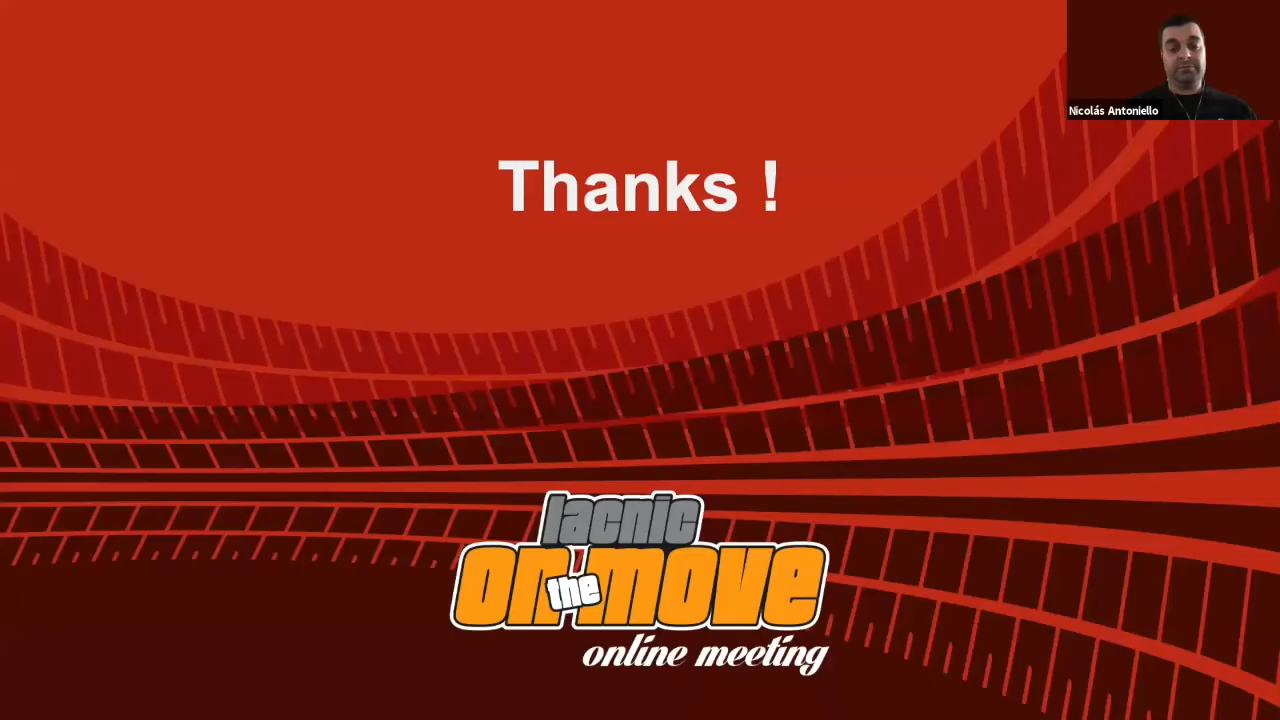 Nicolás Antoniello
Thanks !
lacnic
on the move
online meeting